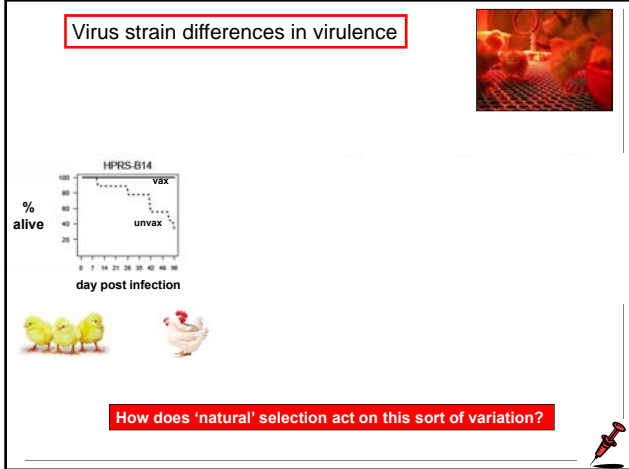 Virus strain differences in virulence
HPRS-B14
%
alive
100
80
60
40
20
vax
unvax
0 7 14 21 28 35 42 49 56
day post infection
How does ‘natural’ selection act on this sort of variation?